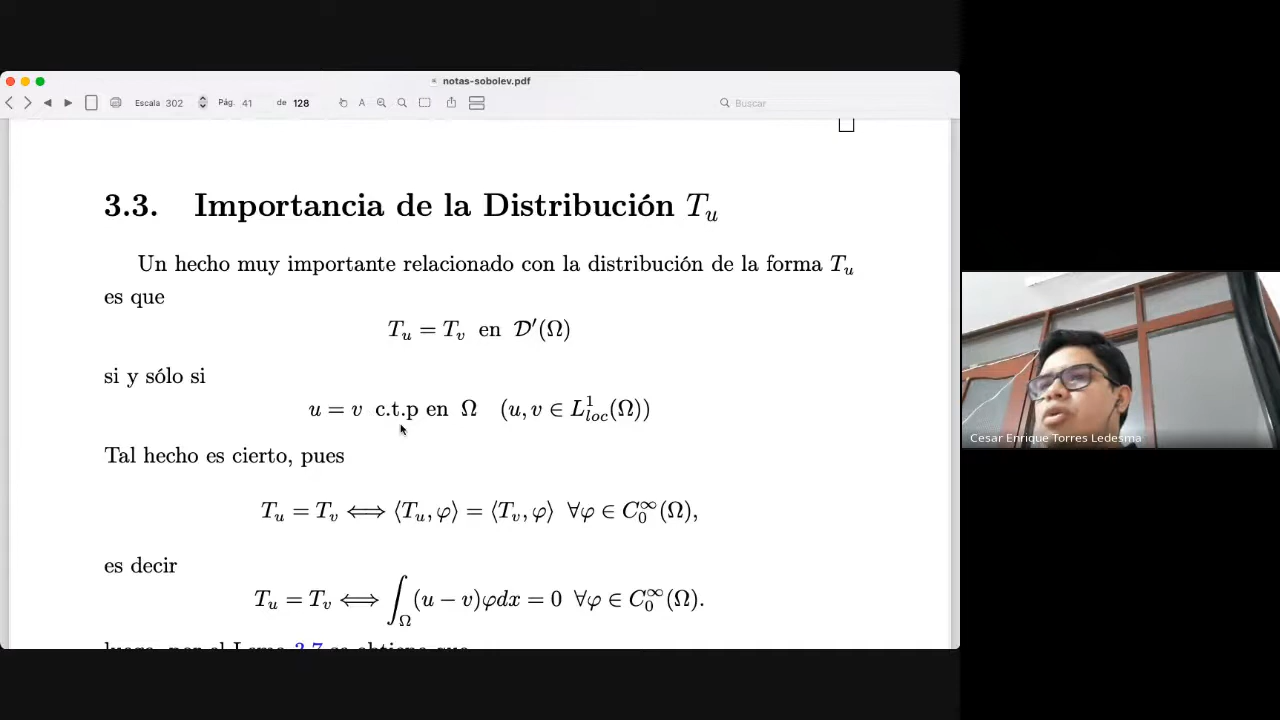 notas-sobolev.pdf
Escala 302 Pág. 41 de 128 Buscar
3.3. Importancia de la Distribución T_u
Un hecho muy importante relacionado con la distribución de la forma T_u
es que
T_u = T_v en 𝒟′(Ω)
si y sólo si
u = v c.t.p en Ω (u, v ∈ L^1_{loc}(Ω))
Tal hecho es cierto, pues
T_u = T_v ⟺ ⟨T_u, φ⟩ = ⟨T_v, φ⟩ ∀φ ∈ C_0^∞(Ω),
es decir
T_u = T_v ⟺ ∫_Ω (u − v)φdx = 0 ∀φ ∈ C_0^∞(Ω).
Cesar Enrique Torres Ledesma